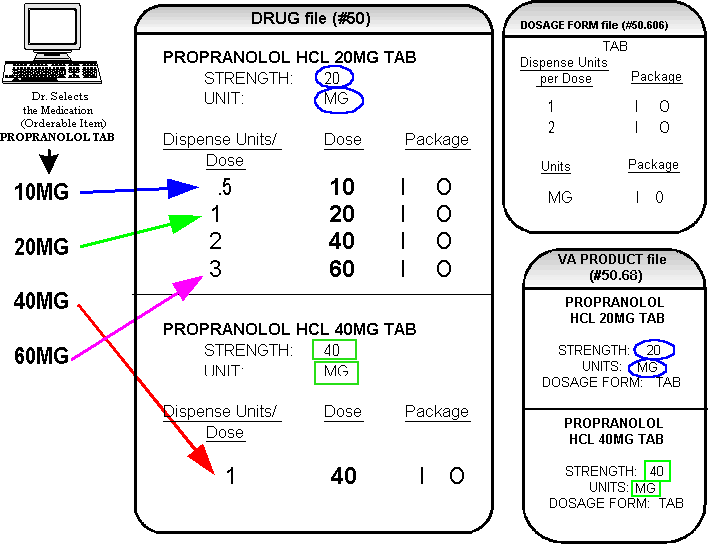 Dr. Selects
the Medication
(Orderable Item)
PROPRANOLOL TAB
10MG
20MG
40MG
60MG
DRUG file (#50)
PROPRANOLOL HCL 20MG TAB
STRENGTH: 20
UNIT: MG
Dispense Units/ Dose Package
Dose
.5 10 I O
1 20 I O
2 40 I O
3 60 I O
PROPRANOLOL HCL 40MG TAB
STRENGTH: 40
UNIT: MG
Dispense Units/ Dose Package
Dose
1 40 I O
DOSAGE FORM file (#50.606)
TAB
Dispense Units
per Dose Package
1 I O
2 I O
Units Package
MG I 0
VA PRODUCT file
(#50.68)
PROPRANOLOL
HCL 20MG TAB
STRENGTH: 20
UNITS: MG
DOSAGE FORM: TAB
PROPRANOLOL
HCL 40MG TAB
STRENGTH: 40
UNITS: MG
DOSAGE FORM: TAB